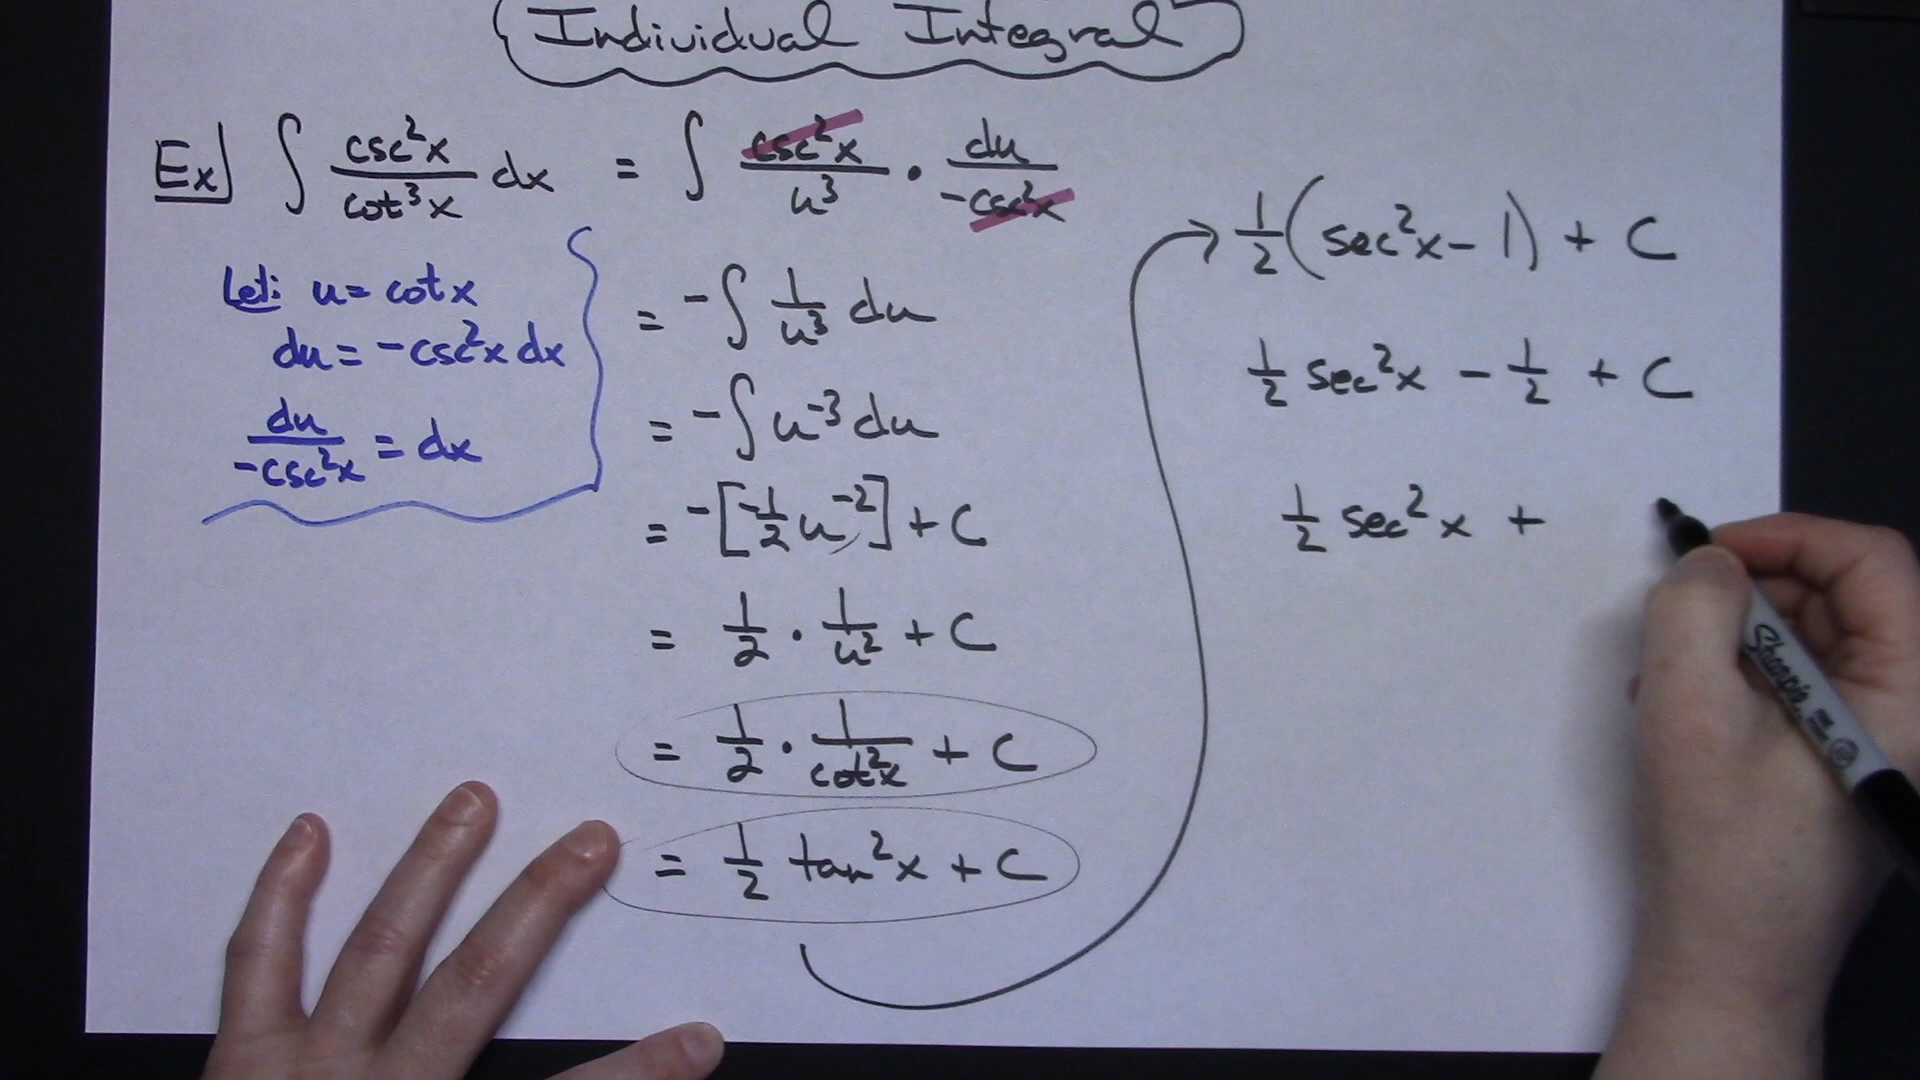 Individual Integral
Ex] ∫ csc²x / cot³x dx = ∫ csc²x / u³ · du / -csc²x
Let: u = cot x
du = -csc²x dx
du / -csc²x = dx
= -∫ 1/u³ du
= -∫ u⁻³ du
= -[-1/2 u⁻²] + C
= 1/2 · 1/u² + C
= 1/2 · 1/cot²x + C
= 1/2 tan²x + C
1/2 (sec²x - 1) + C
1/2 sec²x - 1/2 + C
1/2 sec²x +
Sharpie